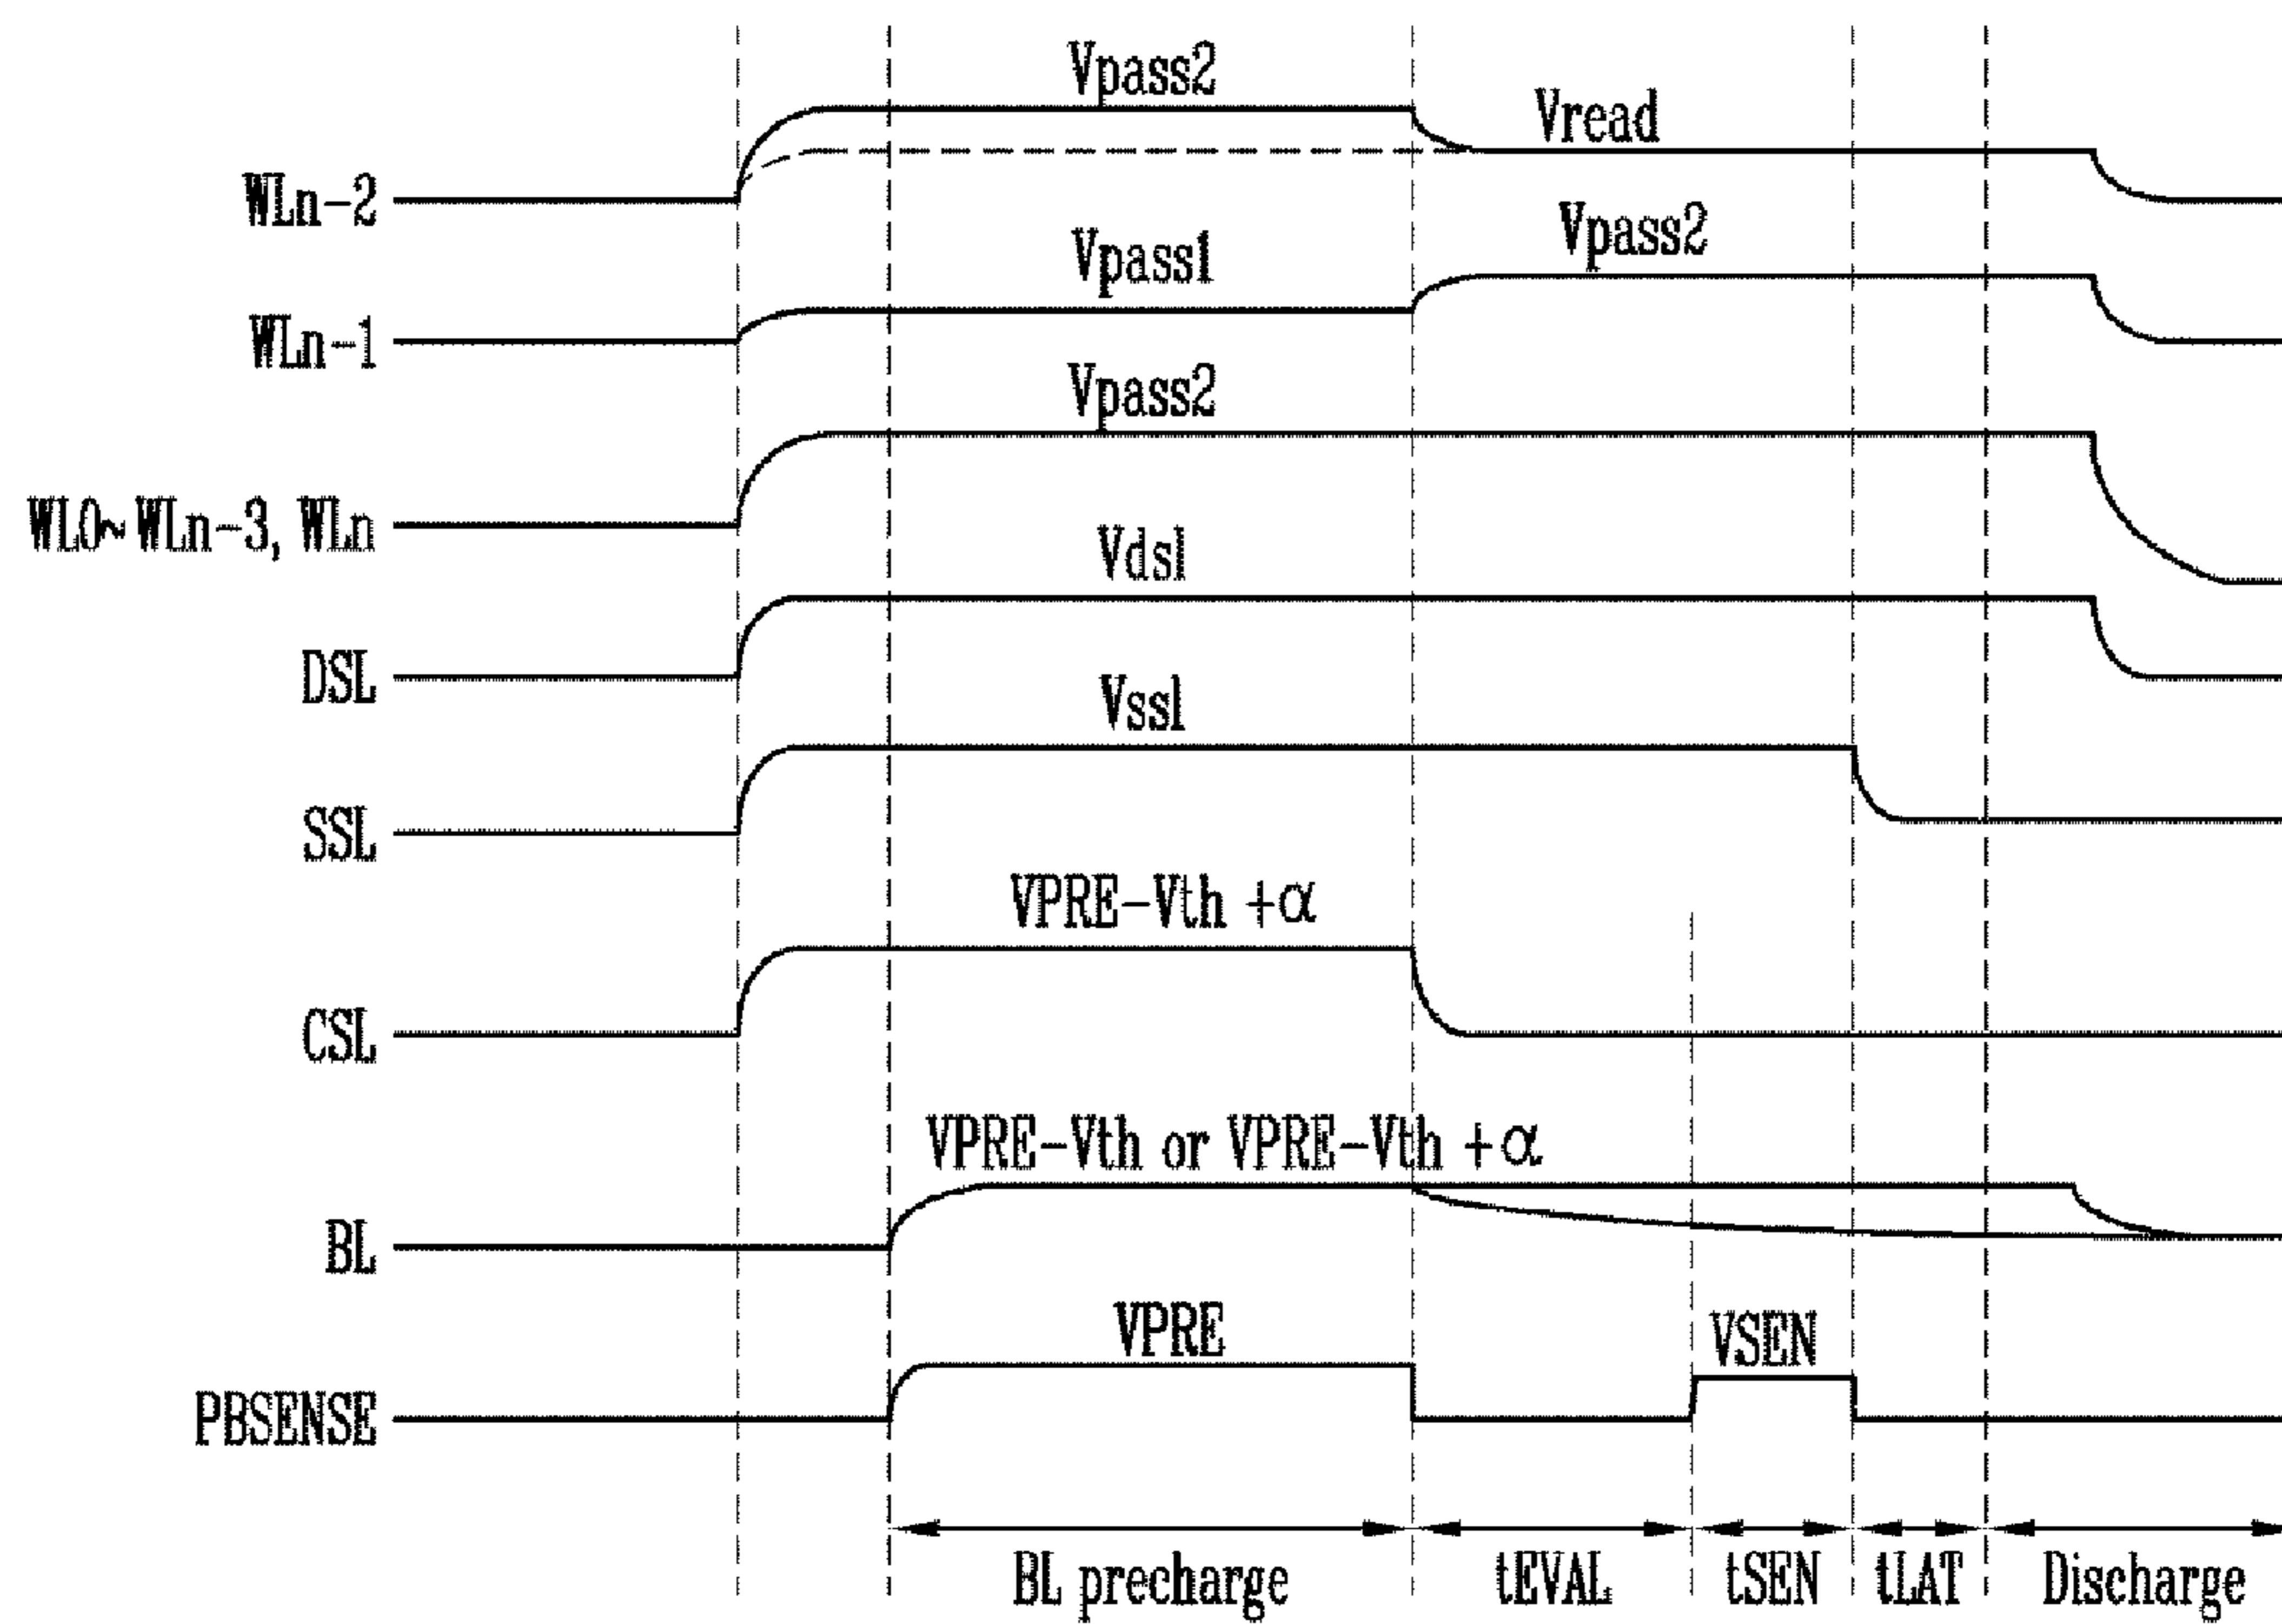 Vpass2
Vread
WLn-2
Vpass1
Vpass2
WLn-1
Vpass2
WL0~WLn-3, WLn
Vdsl
DSL
Vssl
SSL
VPRE-Vth +α
CSL
VPRE-Vth or VPRE-Vth +α
BL
VPRE
VSEN
PBSENSE
BL precharge
tEVAL
tSEN
tLAT
Discharge